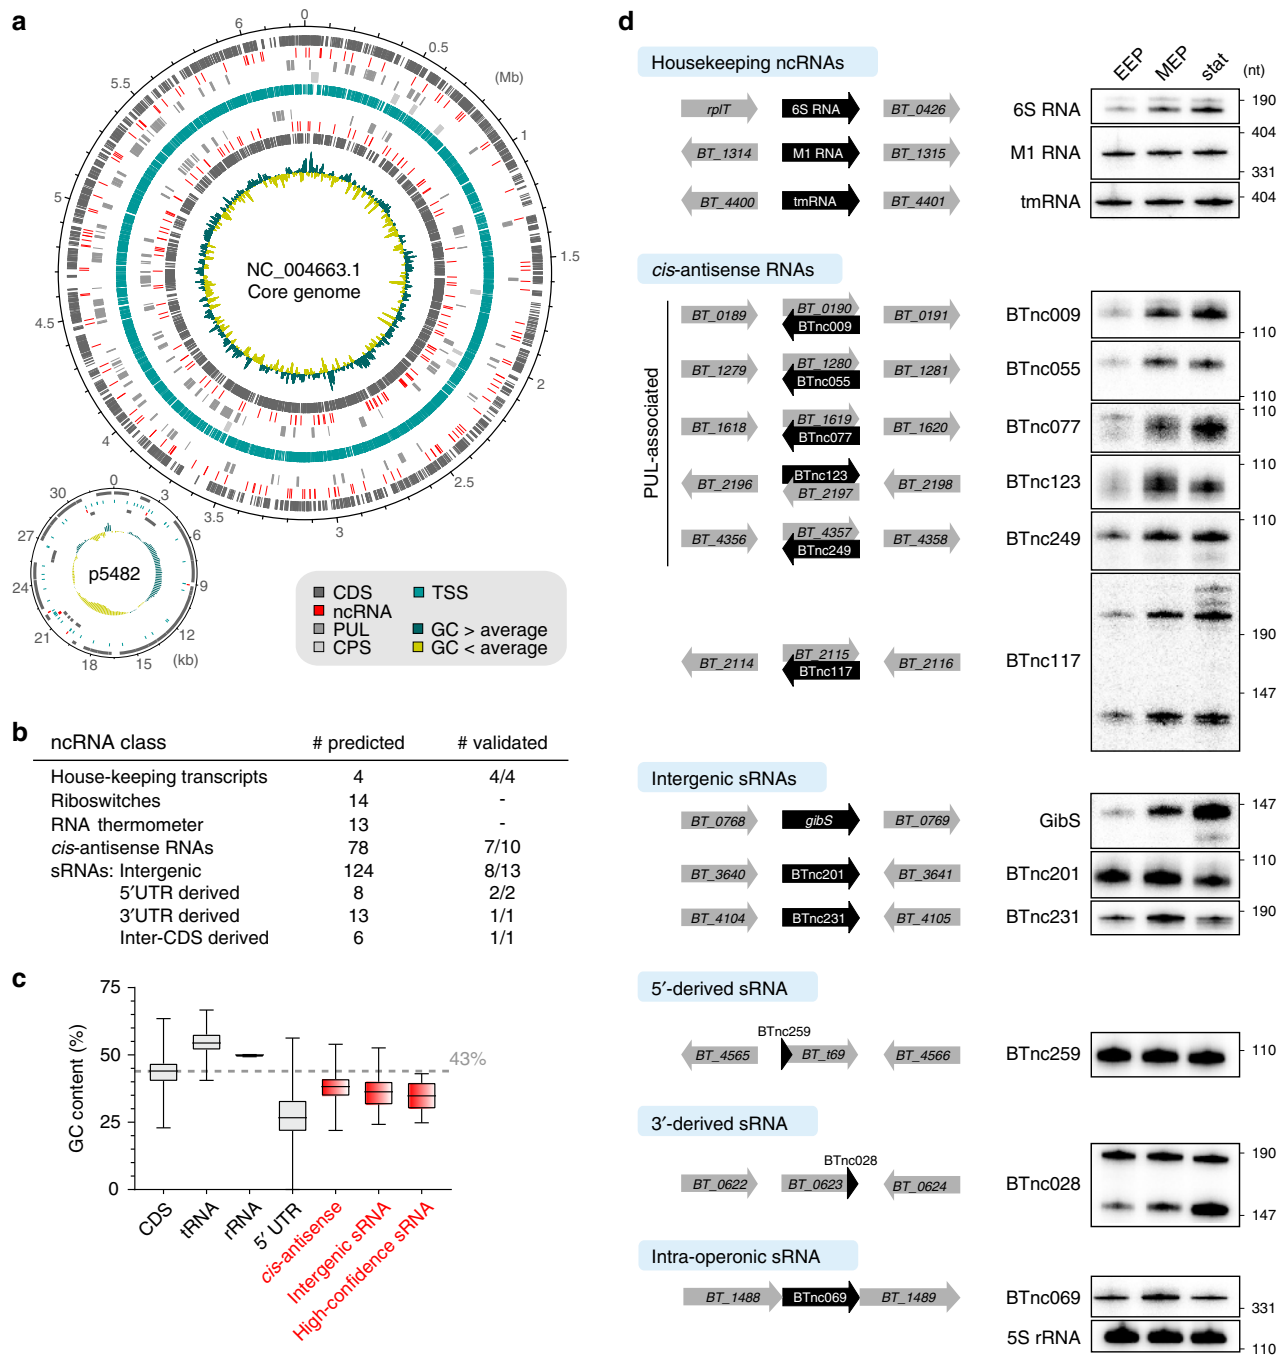 a
0
0.5
(Mb)
1
1.5
2
2.5
3
3.5
4
4.5
5
5.5
6
NC_004663.1
Core genome
0
3
6
9
12
(kb)
15
18
21
24
27
30
p5482
CDS
ncRNA
PUL
CPS
TSS
GC > average
GC < average
b
ncRNA class # predicted # validated
House-keeping transcripts 4 4/4
Riboswitches 14 -
RNA thermometer 13 -
cis-antisense RNAs 78 7/10
sRNAs: Intergenic 124 8/13
5′UTR derived 8 2/2
3′UTR derived 13 1/1
Inter-CDS derived 6 1/1
c
GC content (%)
75
50
25
0
43%
CDS
tRNA
rRNA
5′ UTR
cis-antisense
Intergenic sRNA
High-confidence sRNA
d
EEP MEP stat (nt)
Housekeeping ncRNAs
rplT 6S RNA BT_0426 6S RNA 190
BT_1314 M1 RNA BT_1315 M1 RNA 404
331
BT_4400 tmRNA BT_4401 tmRNA 404
cis-antisense RNAs
PUL-associated
BT_0189 BT_0190 BTnc009 BT_0191 BTnc009 110
BT_1279 BT_1280 BTnc055 BT_1281 BTnc055 110
BT_1618 BT_1619 BTnc077 BT_1620 BTnc077 110
BT_2196 BTnc123 BT_2197 BT_2198 BTnc123 110
BT_4356 BT_4357 BTnc249 BT_4358 BTnc249 110
BT_2114 BT_2115 BTnc117 BT_2116 BTnc117 190
147
Intergenic sRNAs
BT_0768 gibS BT_0769 GibS 147
BT_3640 BTnc201 BT_3641 BTnc201 110
BT_4104 BTnc231 BT_4105 BTnc231 190
5′-derived sRNA
BTnc259
BT_4565 BT_t69 BT_4566 BTnc259 110
3′-derived sRNA
BTnc028
BT_0622 BT_0623 BT_0624 BTnc028 190
147
Intra-operonic sRNA
BT_1488 BTnc069 BT_1489 BTnc069 331
5S rRNA 110